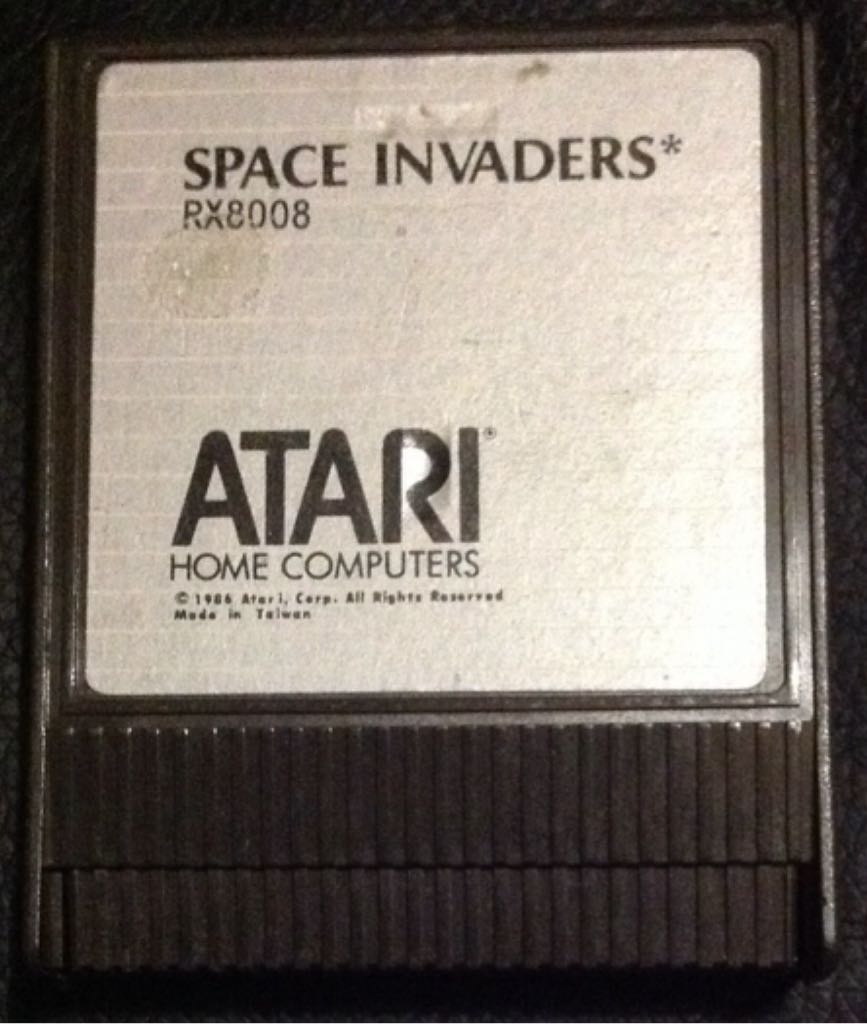 SPACE INVADERS*
RX8008
ATARI®
HOME COMPUTERS
© 1986 Atari, Corp. All Rights Reserved
Made in Taiwan